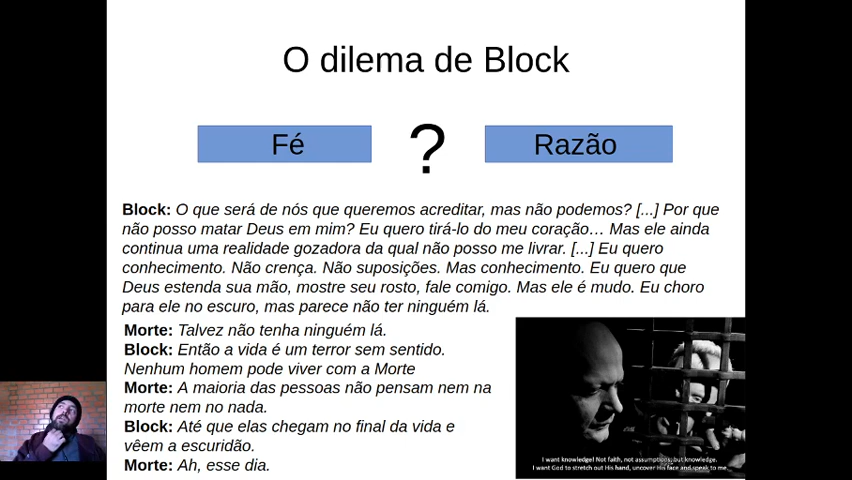 O dilema de Block
Fé ? Razão
Block: O que será de nós que queremos acreditar, mas não podemos? [...] Por que
não posso matar Deus em mim? Eu quero tirá-lo do meu coração… Mas ele ainda
continua uma realidade gozadora da qual não posso me livrar. [...] Eu quero
conhecimento. Não crença. Não suposições. Mas conhecimento. Eu quero que
Deus estenda sua mão, mostre seu rosto, fale comigo. Mas ele é mudo. Eu choro
para ele no escuro, mas parece não ter ninguém lá.
Morte: Talvez não tenha ninguém lá.
Block: Então a vida é um terror sem sentido.
Nenhum homem pode viver com a Morte
Morte: A maioria das pessoas não pensam nem na
morte nem no nada.
Block: Até que elas chegam no final da vida e
vêem a escuridão.
Morte: Ah, esse dia.
I want knowledge! Not faith, not assumptions, but knowledge.
I want God to stretch out His hand, uncover His face and speak to me.